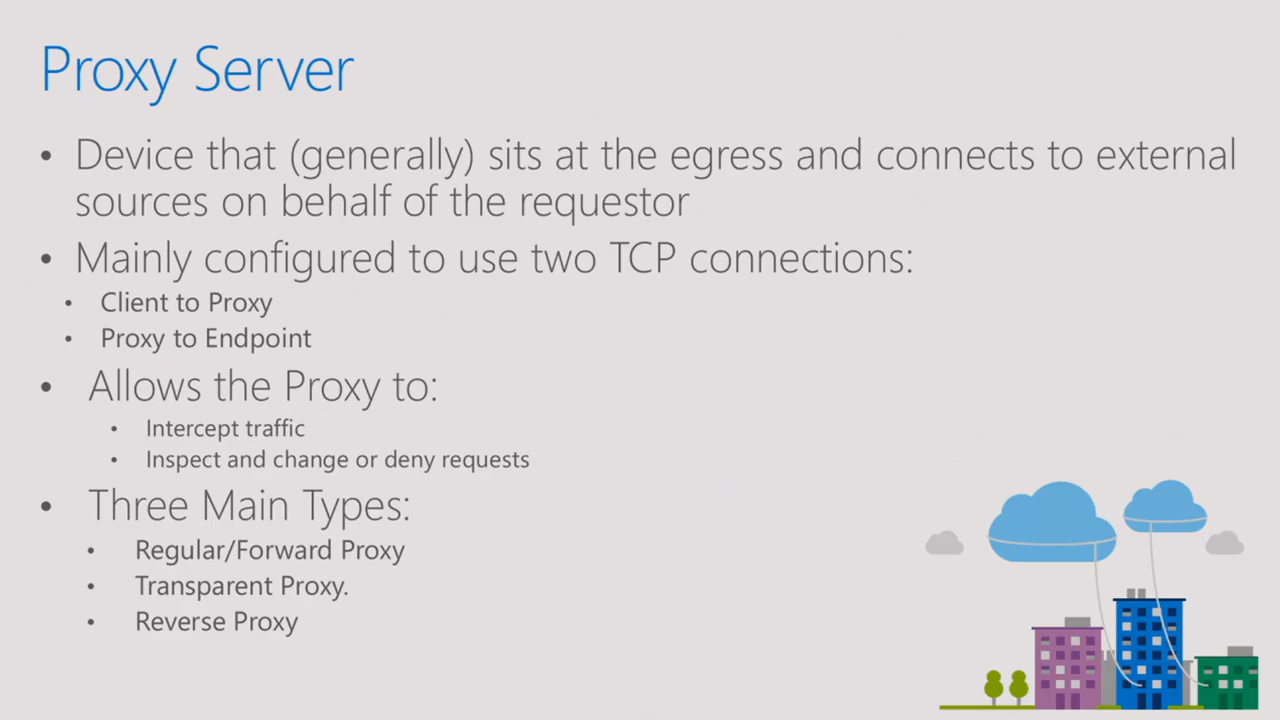 Proxy Server
• Device that (generally) sits at the egress and connects to external
sources on behalf of the requestor
• Mainly configured to use two TCP connections:
• Client to Proxy
• Proxy to Endpoint
• Allows the Proxy to:
• Intercept traffic
• Inspect and change or deny requests
• Three Main Types:
• Regular/Forward Proxy
• Transparent Proxy.
• Reverse Proxy